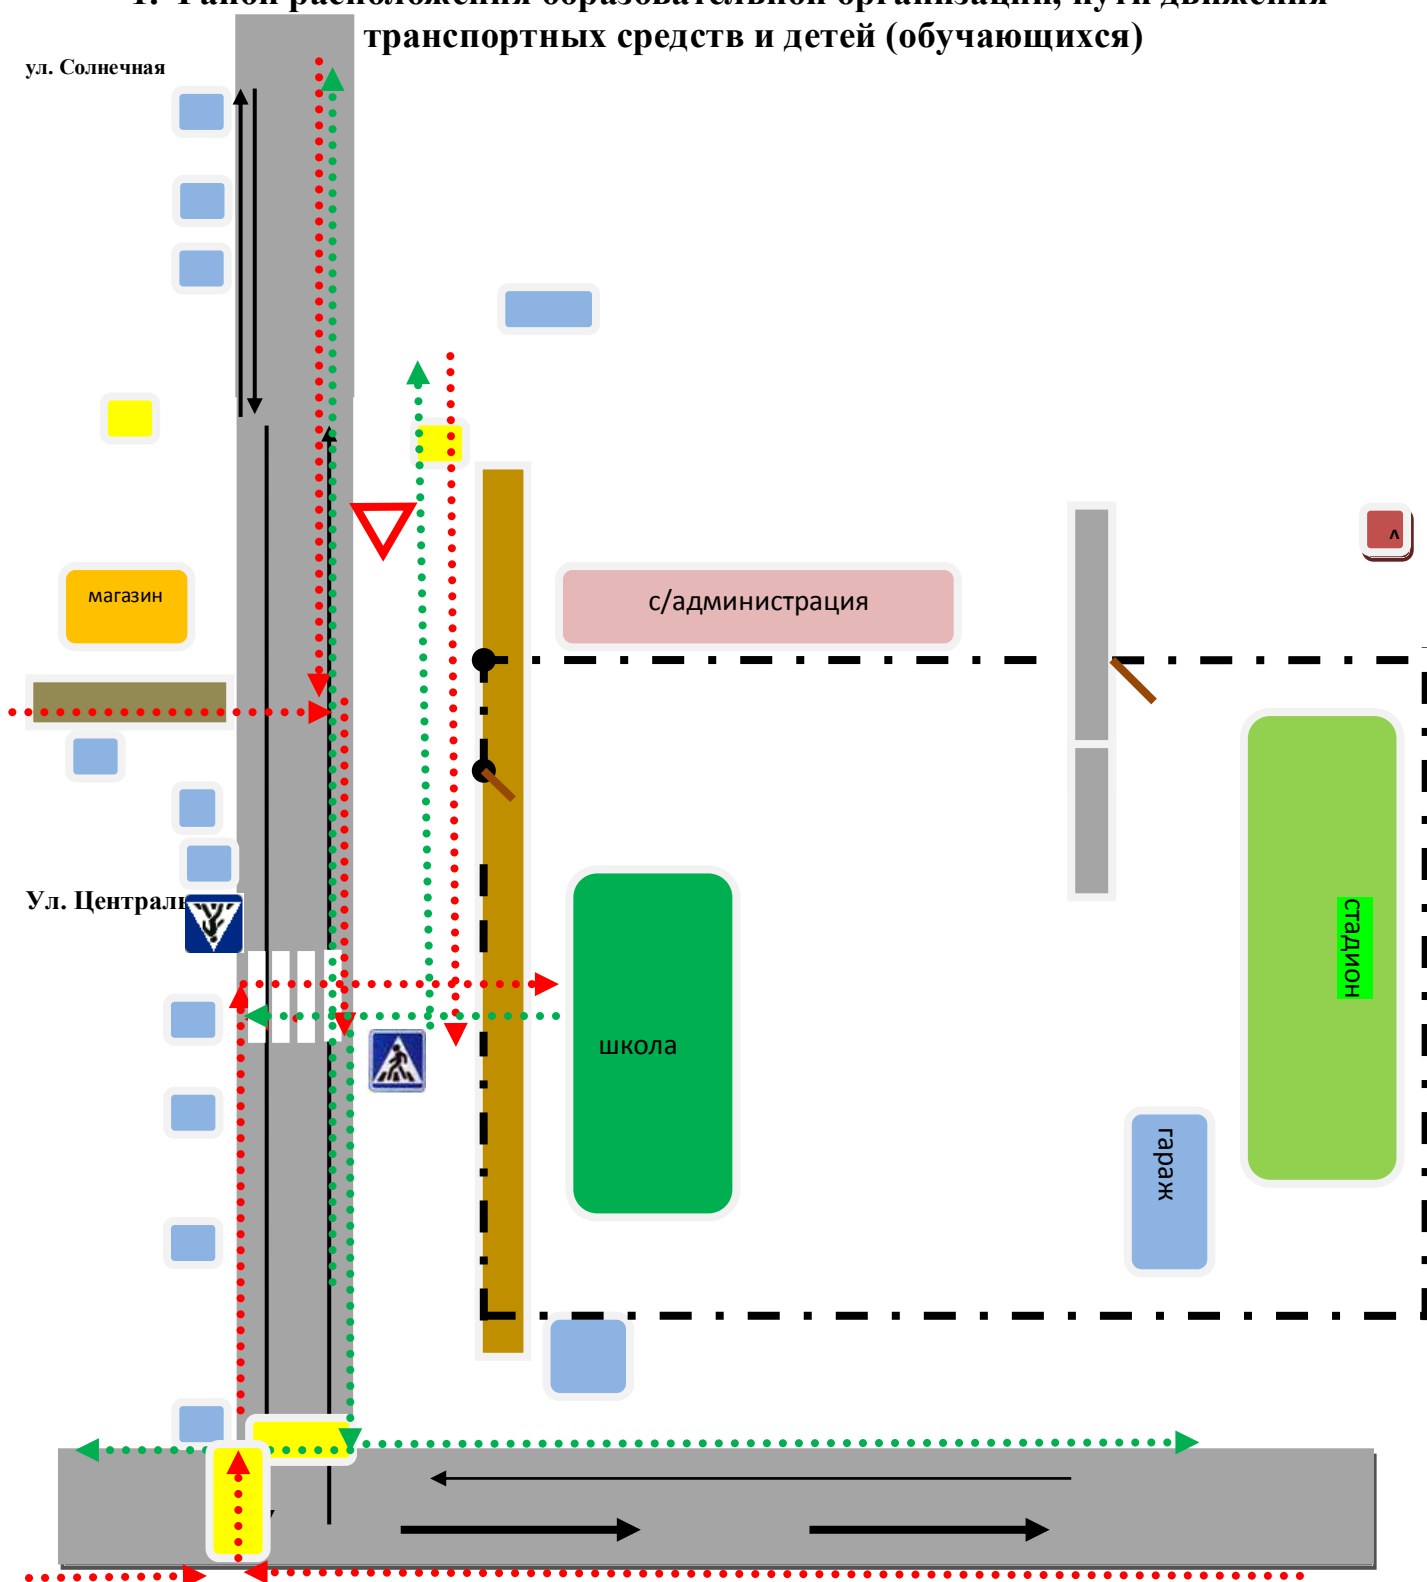 транспортных средств и детей (обучающихся)
ул. Солнечная
магазин
с/администрация
Ул. Централь
школа
стадион
гараж